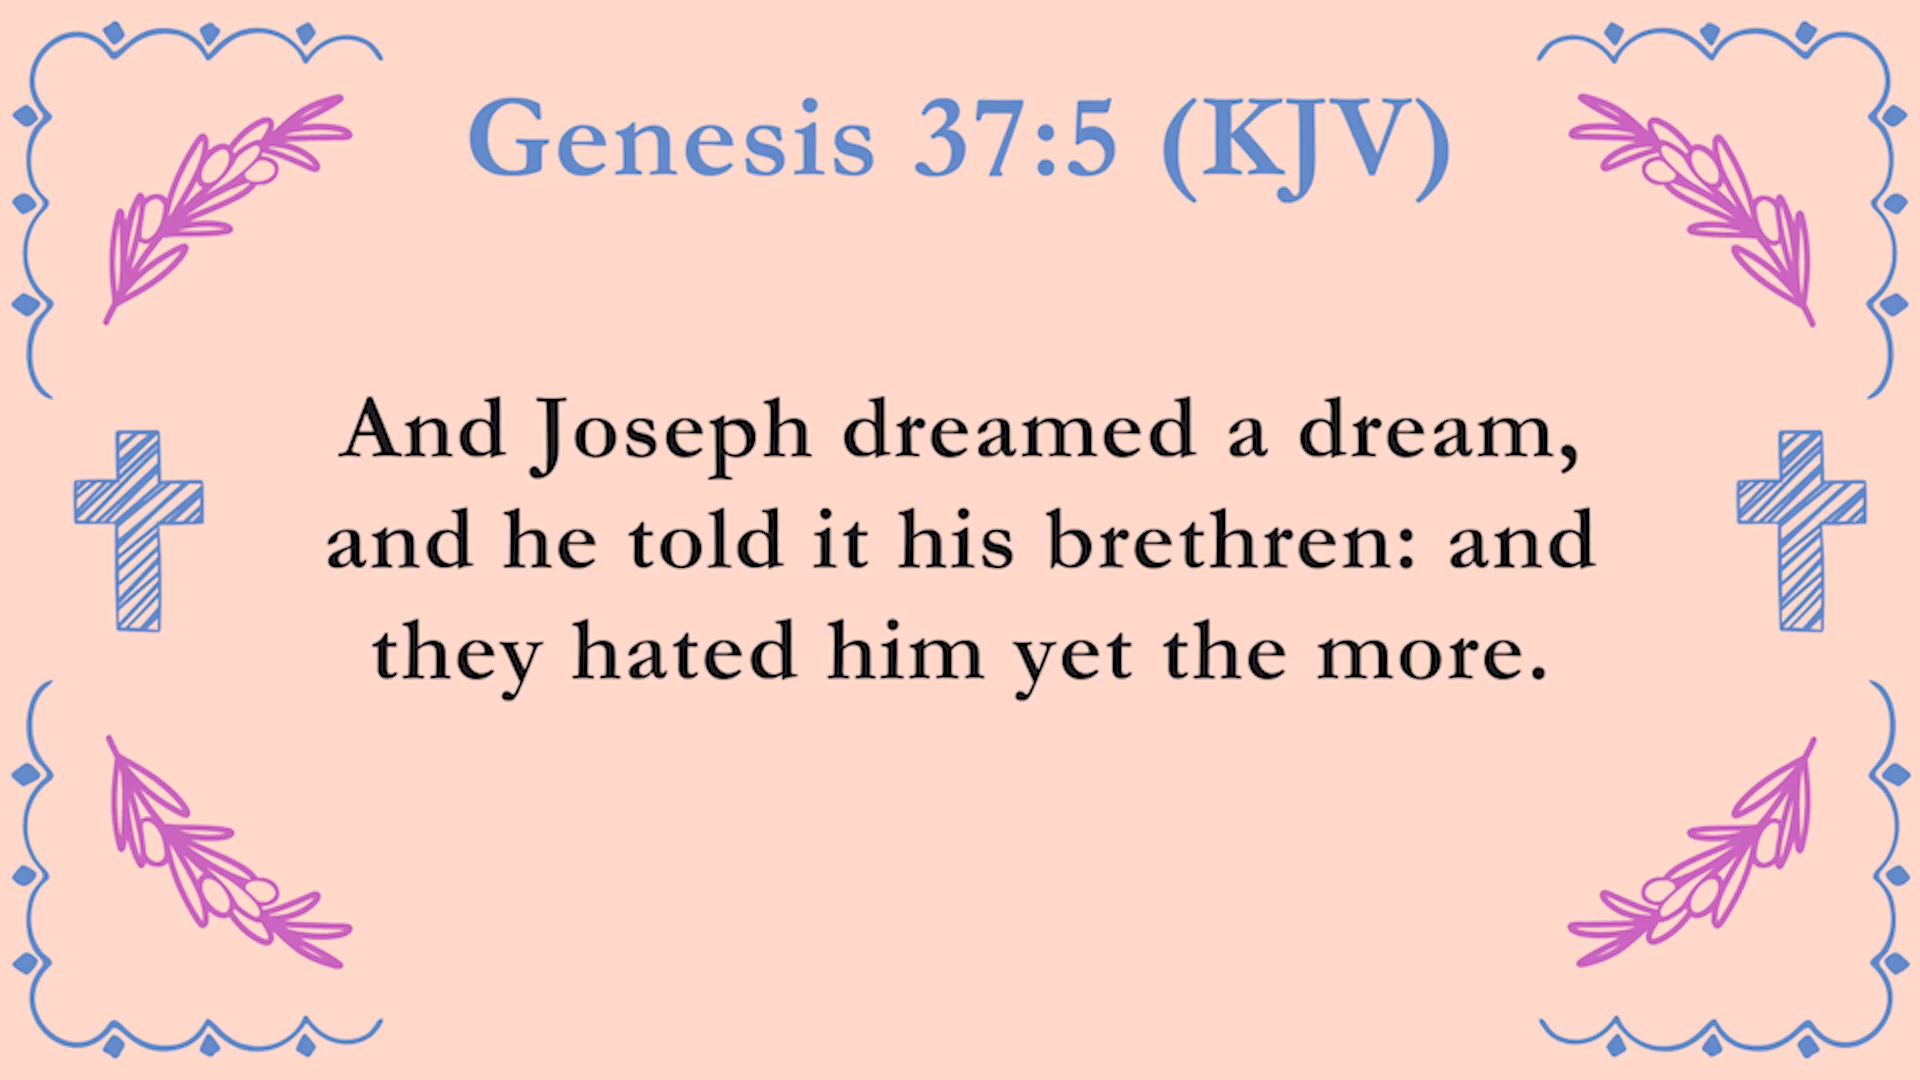 Genesis 37:5 (KJV)
And Joseph dreamed a dream,
and he told it his brethren: and
they hated him yet the more.